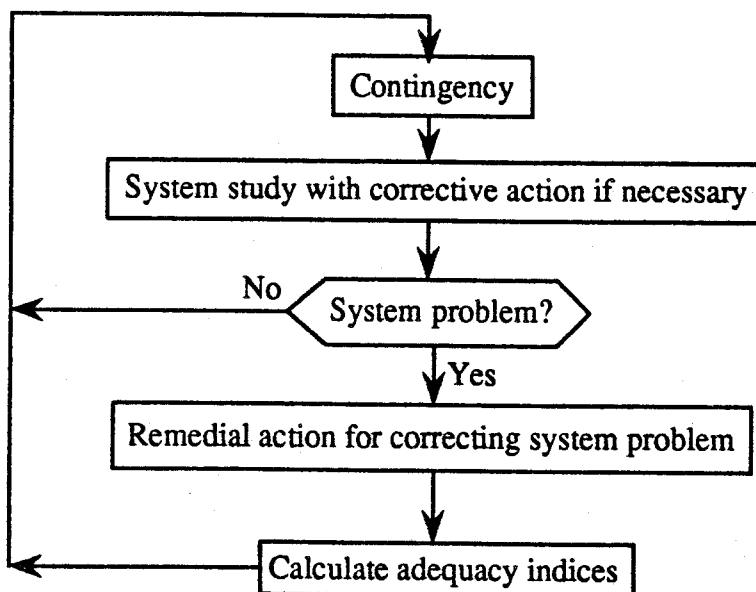 Contingency
System study with corrective action if necessary
No
System problem?
Yes
Remedial action for correcting system problem
Calculate adequacy indices